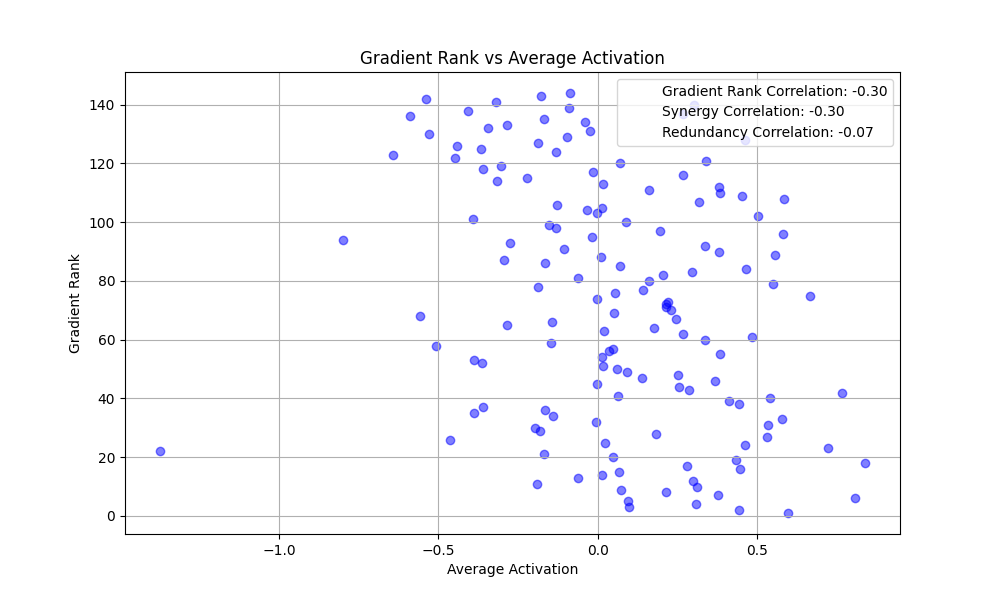 Gradient Rank vs Average Activation
Gradient Rank Correlation: -0.30
Synergy Correlation: -0.30
Redundancy Correlation: -0.07
Gradient Rank
140
120
100
80
60
40
20
0
−1.0
−0.5
0.0
0.5
Average Activation